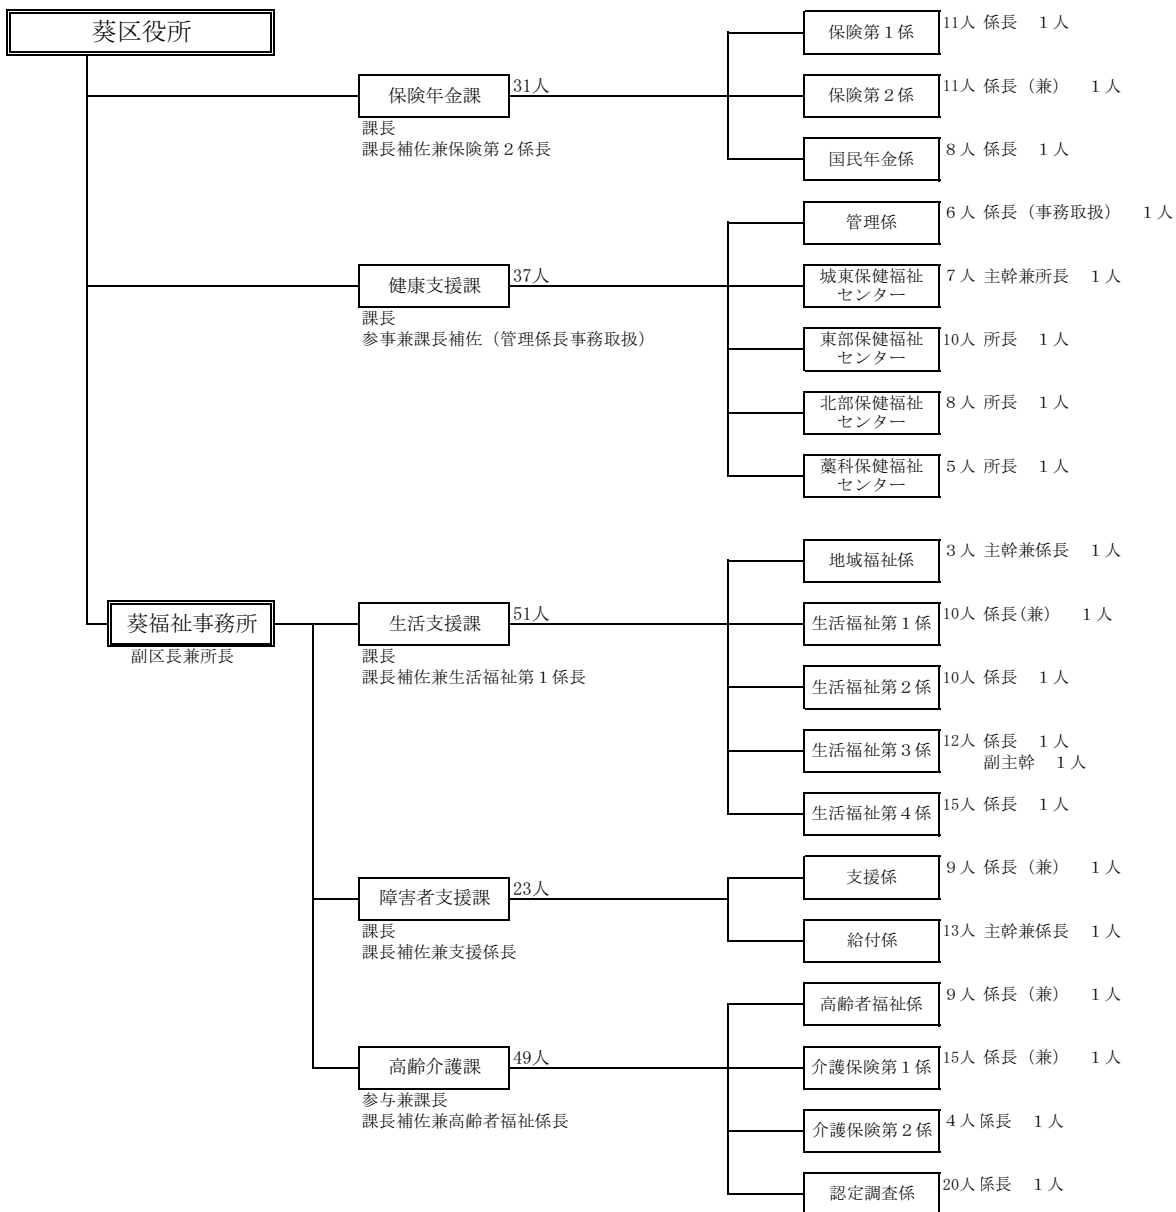 葵区役所
保険年金課 31人
課長
課長補佐兼保険第２係長
保険第１係 11人 係長 １人
保険第２係 11人 係長（兼） １人
国民年金係 ８人 係長 １人
健康支援課 37人
課長
参事兼課長補佐（管理係長事務取扱）
管理係 ６人 係長（事務取扱） １人
城東保健福祉
センター
７人 主幹兼所長 １人
東部保健福祉
センター
10人 所長 １人
北部保健福祉
センター
８人 所長 １人
藁科保健福祉
センター
５人 所長 １人
葵福祉事務所
副区長兼所長
生活支援課 51人
課長
課長補佐兼生活福祉第１係長
地域福祉係 ３人 主幹兼係長 １人
生活福祉第１係 10人 係長(兼) １人
生活福祉第２係 10人 係長 １人
生活福祉第３係 12人 係長 １人
副主幹 １人
生活福祉第４係 15人 係長 １人
障害者支援課 23人
課長
課長補佐兼支援係長
支援係 ９人 係長（兼） １人
給付係 13人 主幹兼係長 １人
高齢介護課 49人
参与兼課長
課長補佐兼高齢者福祉係長
高齢者福祉係 ９人 係長（兼） １人
介護保険第１係 15人 係長（兼） １人
介護保険第２係 ４人 係長 １人
認定調査係 20人 係長 １人